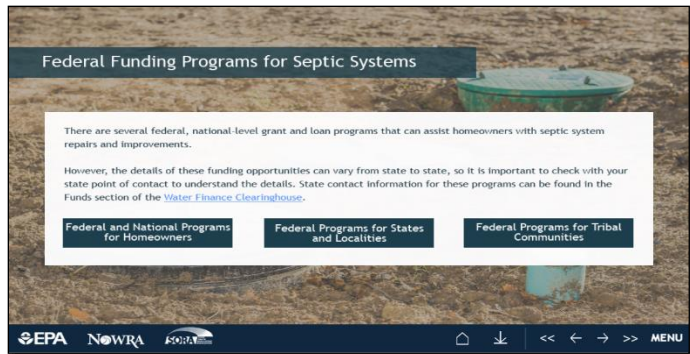 Federal Funding Programs for Septic Systems
There are several federal, national-level grant and loan programs that can assist homeowners with septic system
repairs and improvements.
However, the details of these funding opportunities can vary from state to state, so it is important to check with your
state point of contact to understand the details. State contact information for these programs can be found in the
Funds section of the Water Finance Clearinghouse.
Federal and National Programs
for Homeowners
Federal Programs for States
and Localities
Federal Programs for Tribal
Communities
EPA NOWRA SORA << >> MENU